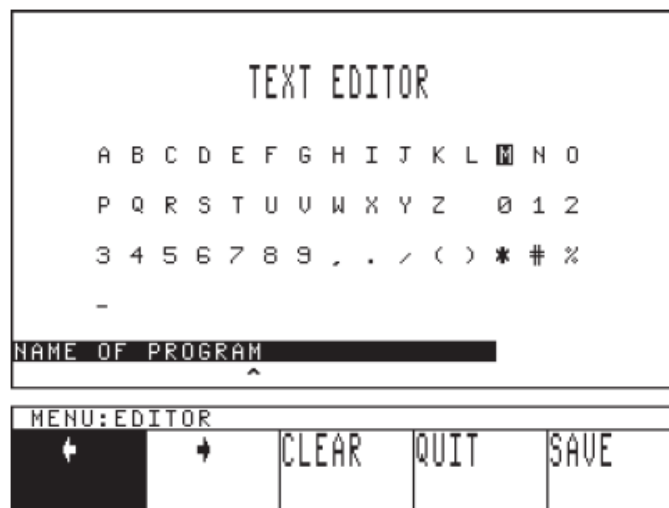 TEXT EDITOR
A B C D E F G H I J K L M N O
P Q R S T U V W X Y Z 0 1 2
3 4 5 6 7 8 9 , . / ( ) * # %
-
NAME OF PROGRAM
^
MENU:EDITOR
← → CLEAR QUIT SAVE